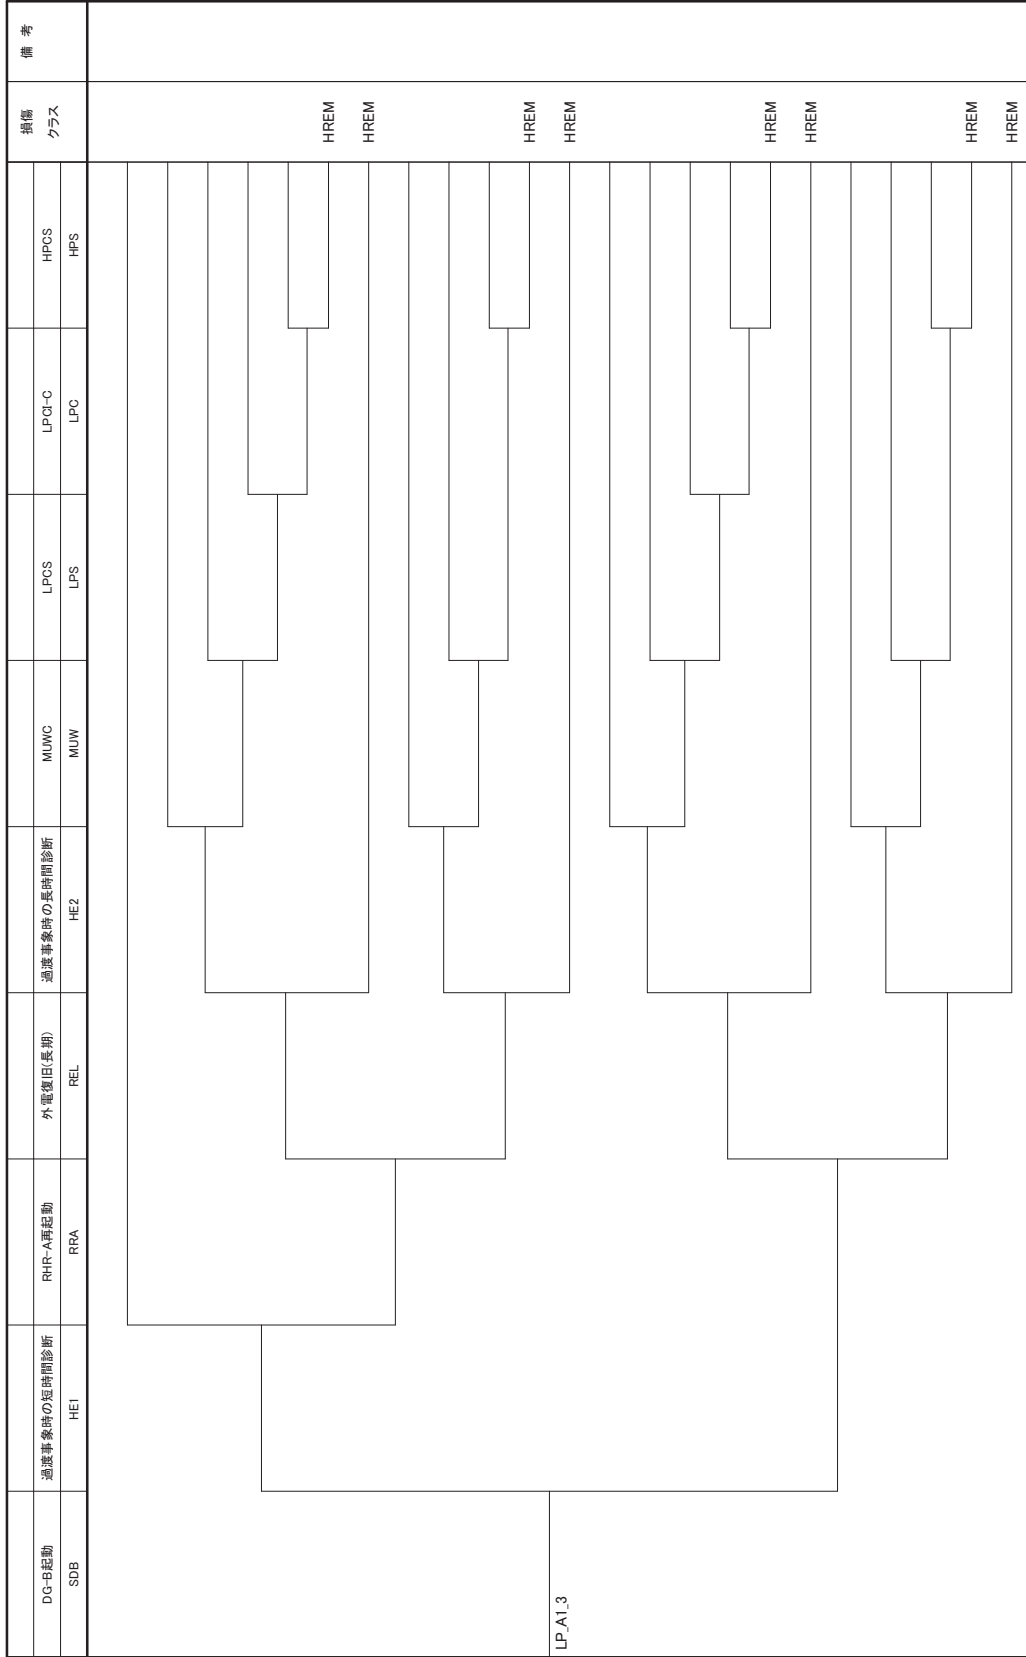 DG-B起動
SDB
過渡事象時の短時間診断
HE1
RHR-A再起動
RRA
外電復旧(長期)
REL
過渡事象時の長時間診断
HE2
MUWC
MUW
LPCS
LPS
LPCI-C
LPC
HPCS
HPS
損傷
クラス
備 考
LP_A1_3
HREM
HREM
HREM
HREM
HREM
HREM
HREM
HREM